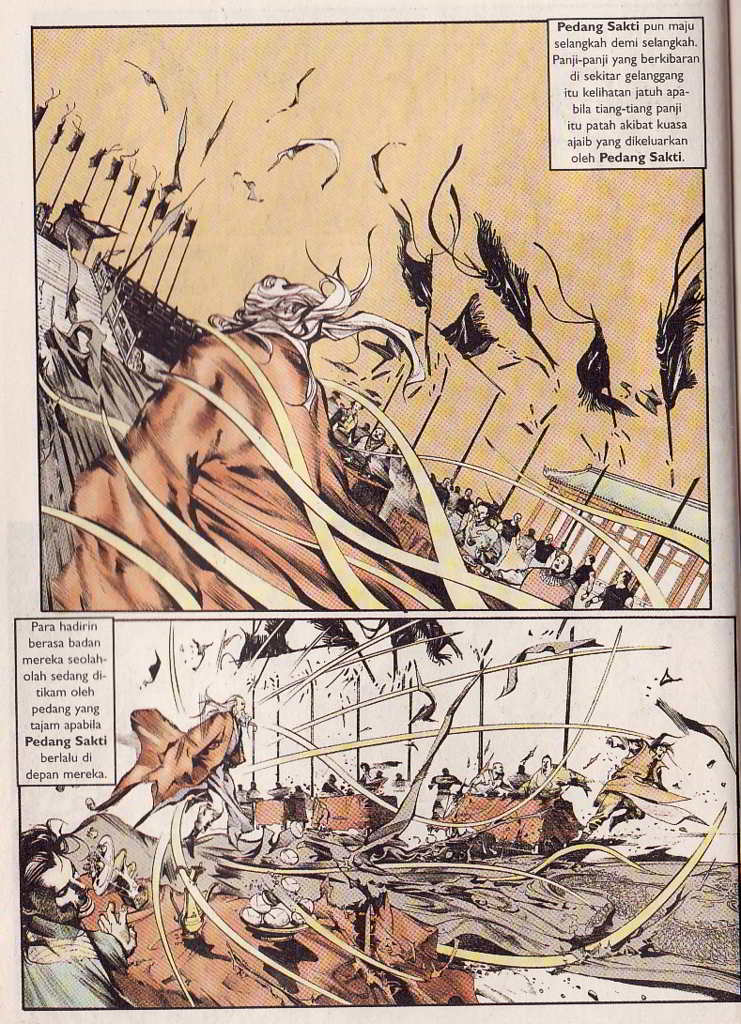 Pedang Sakti pun maju
selangkah demi selangkah.
Panji-panji yang berkibaran
di sekitar gelanggang
itu kelihatan jatuh apa-
bila tiang-tiang panji
itu patah akibat kuasa
ajaib yang dikeluarkan
oleh Pedang Sakti.
Para hadirin
berasa badan
mereka seolah-
olah sedang di-
tikam oleh
pedang yang
tajam apabila
Pedang Sakti
berlalu di
depan mereka.